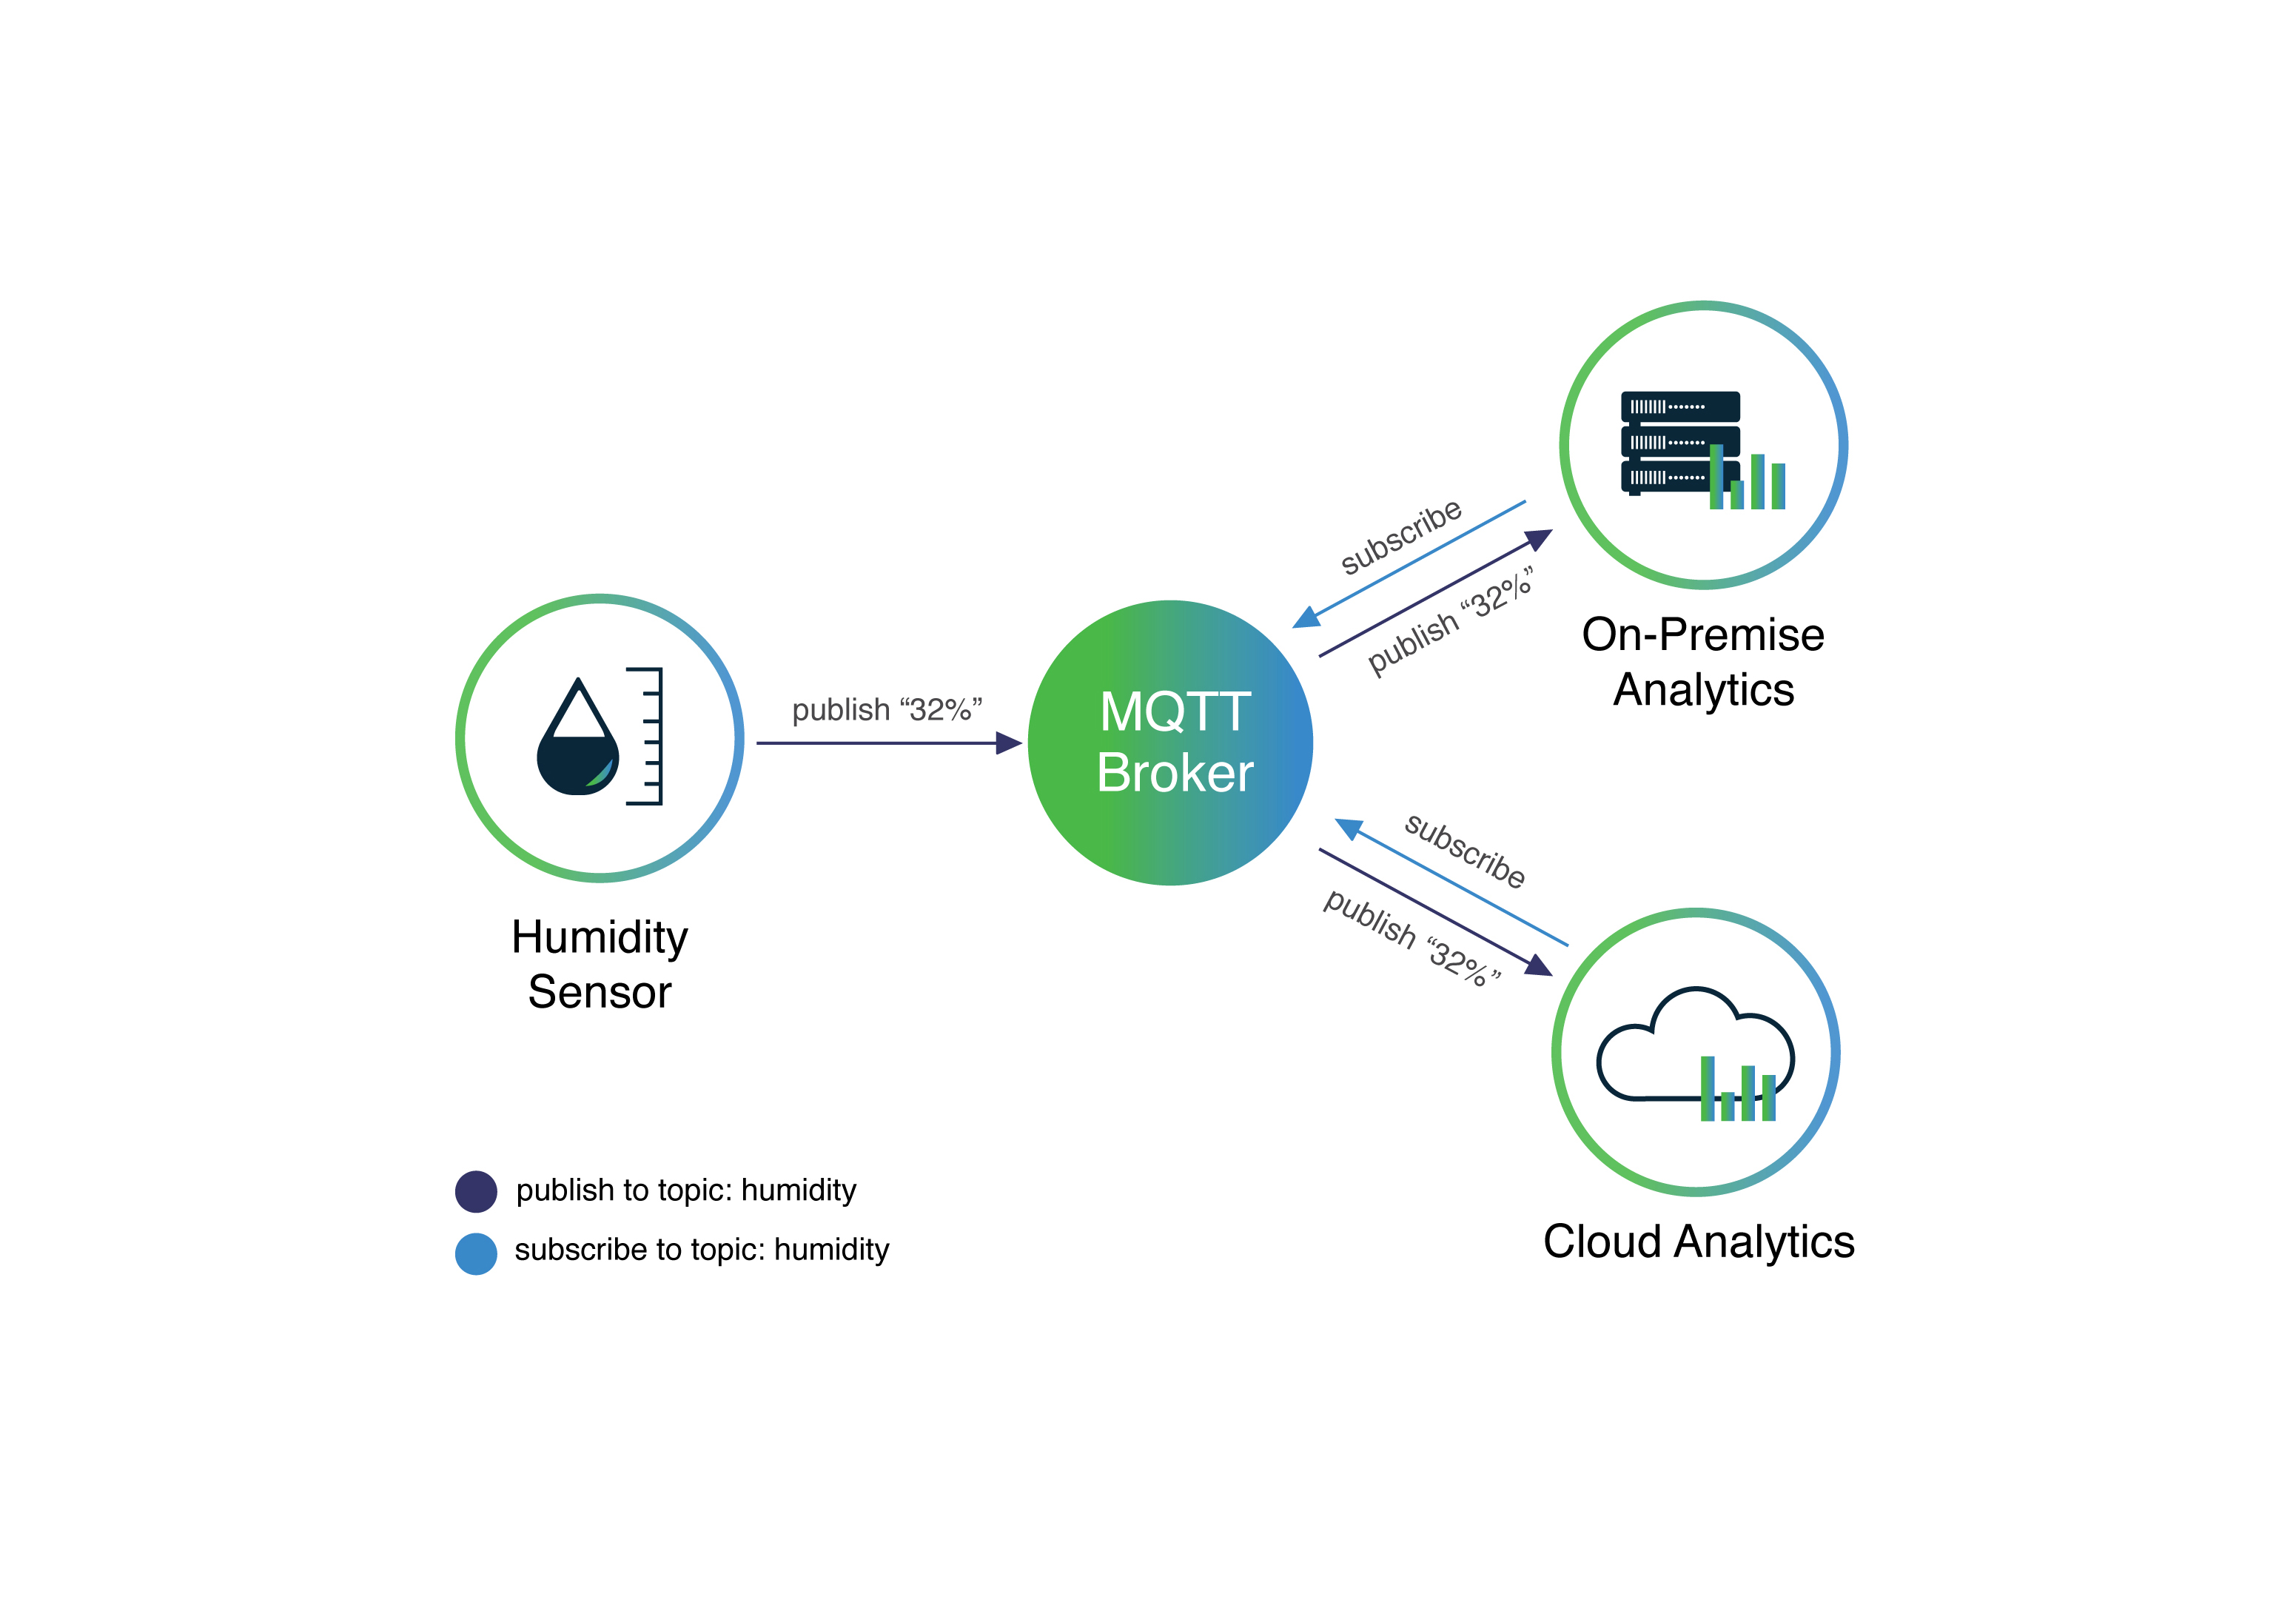 Humidity
Sensor
publish “32%”
MQTT
Broker
subscribe
publish “32%”
On-Premise
Analytics
subscribe
publish “32%”
Cloud Analytics
publish to topic: humidity
subscribe to topic: humidity